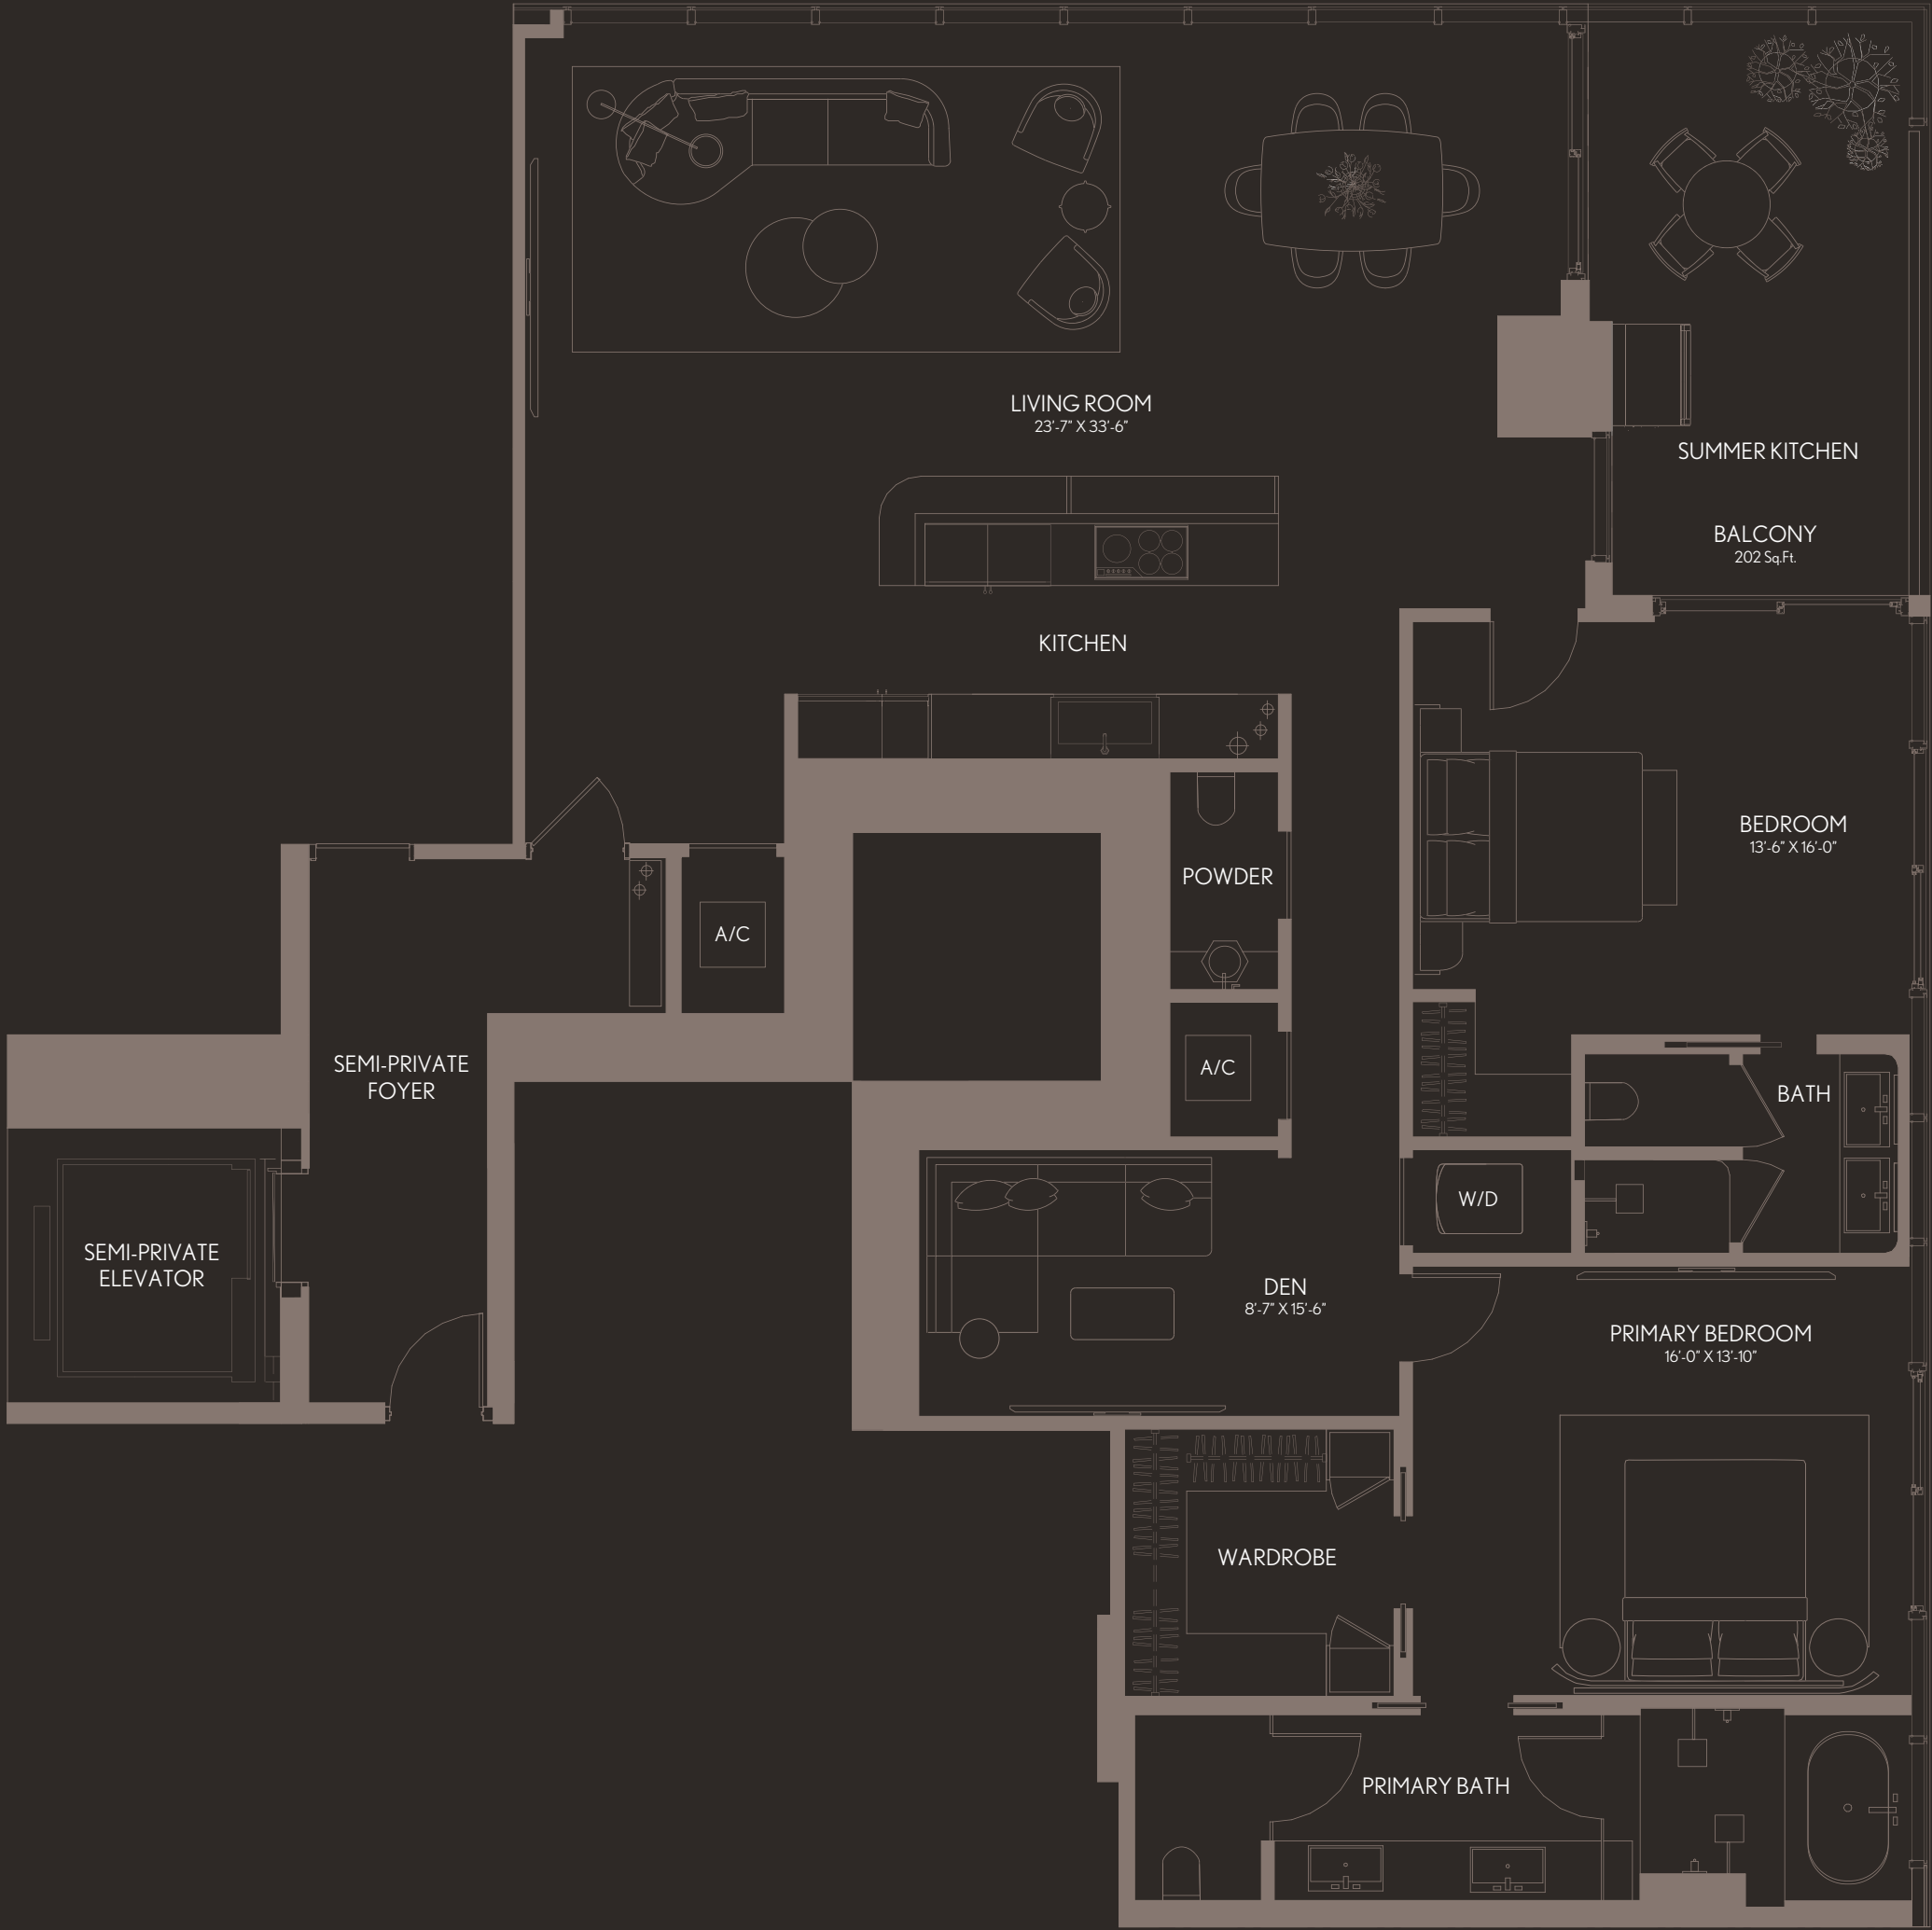 LIVING ROOM
23'-7" X 33'-6"
SUMMER KITCHEN
BALCONY
202 Sq.Ft.
KITCHEN
BEDROOM
13'-6" X 16'-0"
POWDER
A/C
SEMI-PRIVATE
FOYER
A/C
BATH
W/D
SEMI-PRIVATE
ELEVATOR
DEN
8'-7" X 15'-6"
PRIMARY BEDROOM
16'-0" X 13'-10"
WARDROBE
PRIMARY BATH